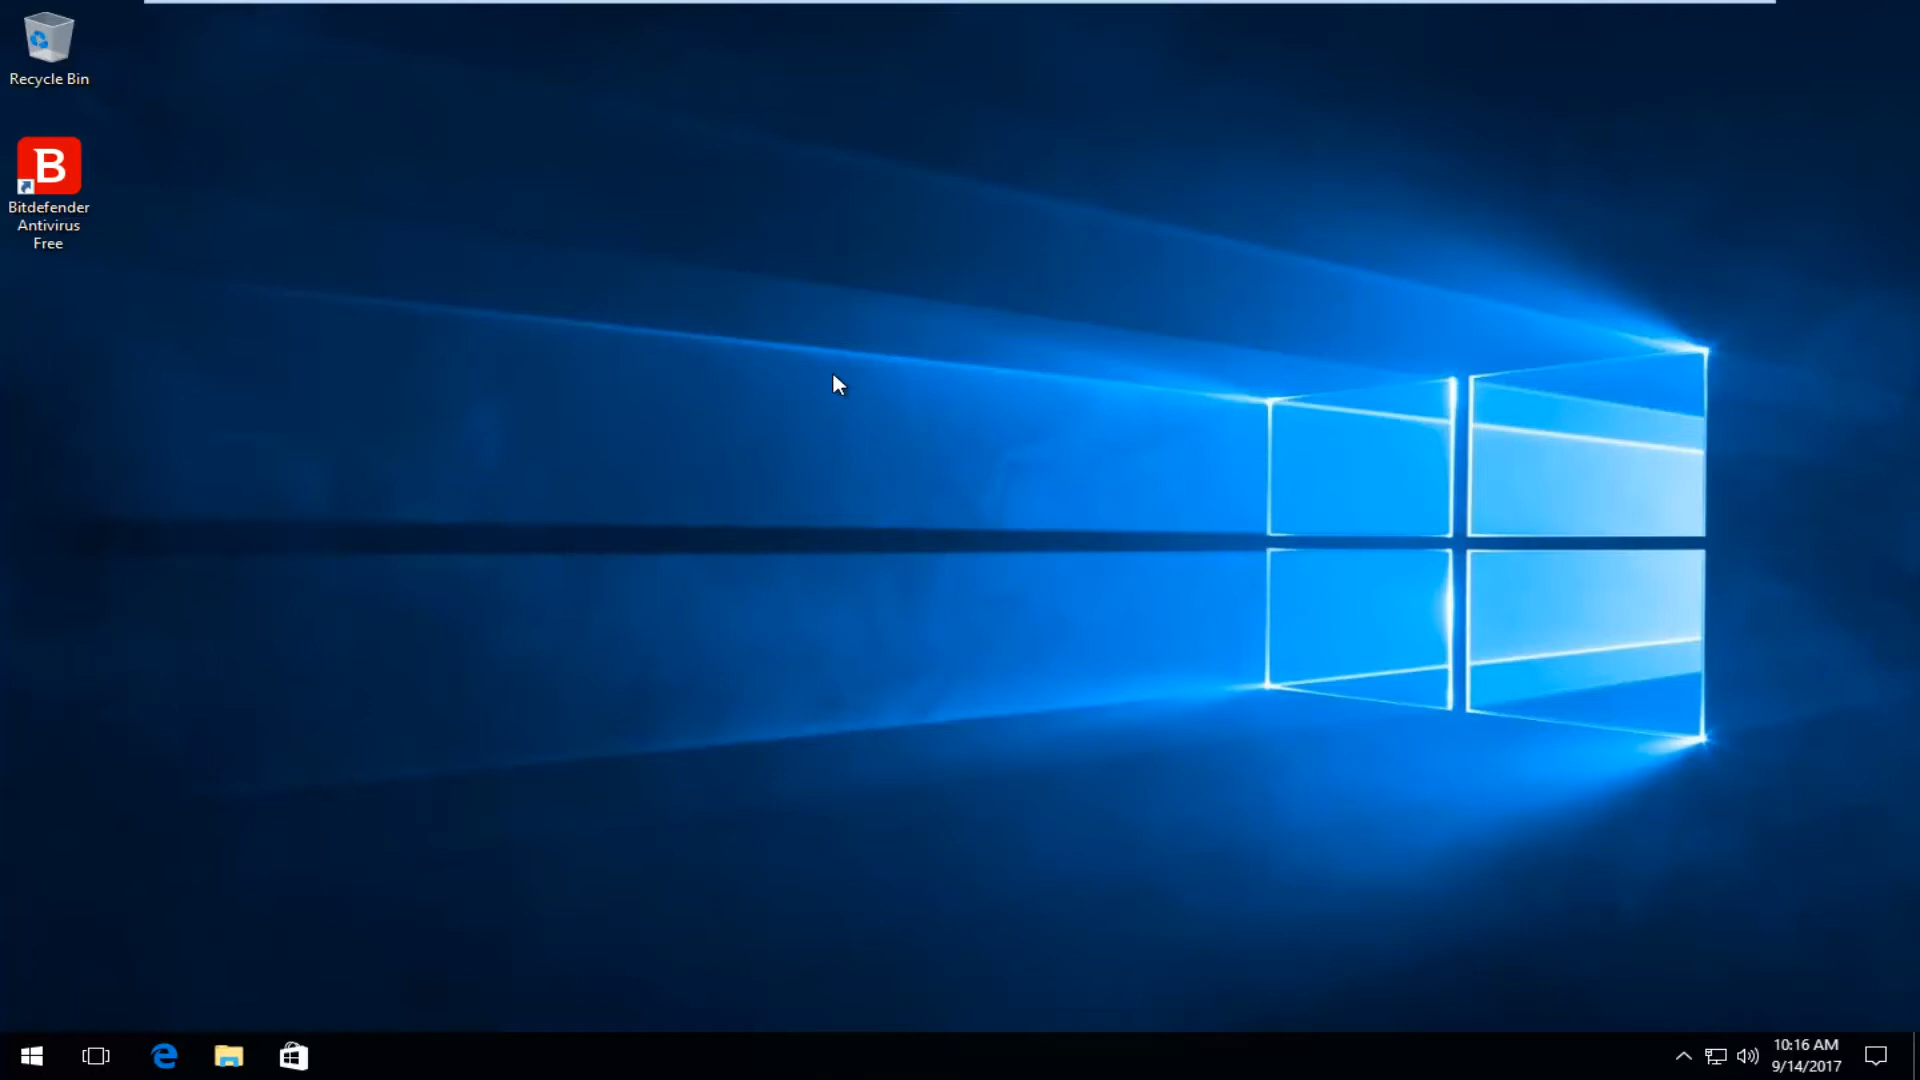 Recycle Bin
B
Bitdefender
Antivirus
Free
10:16 AM
9/14/2017